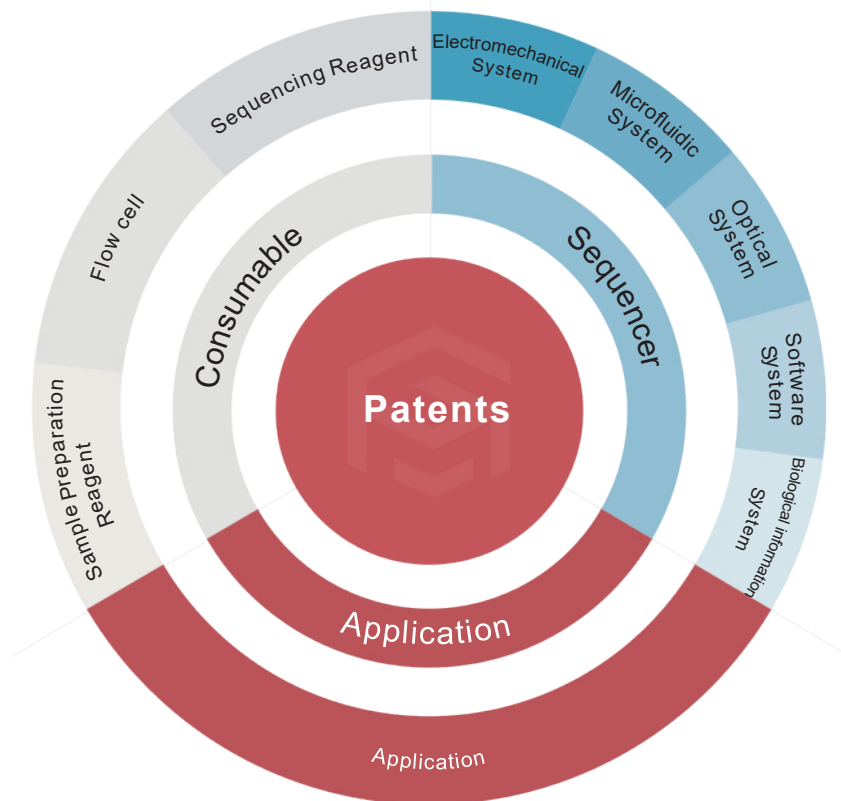 Patents
Sequencer
Electromechanical
System
Microfluidic
System
Optical
System
Software
System
Biological information
System
Application
Application
Consumable
Sample Preparation
Reagent
Flow cell
Sequencing Reagent